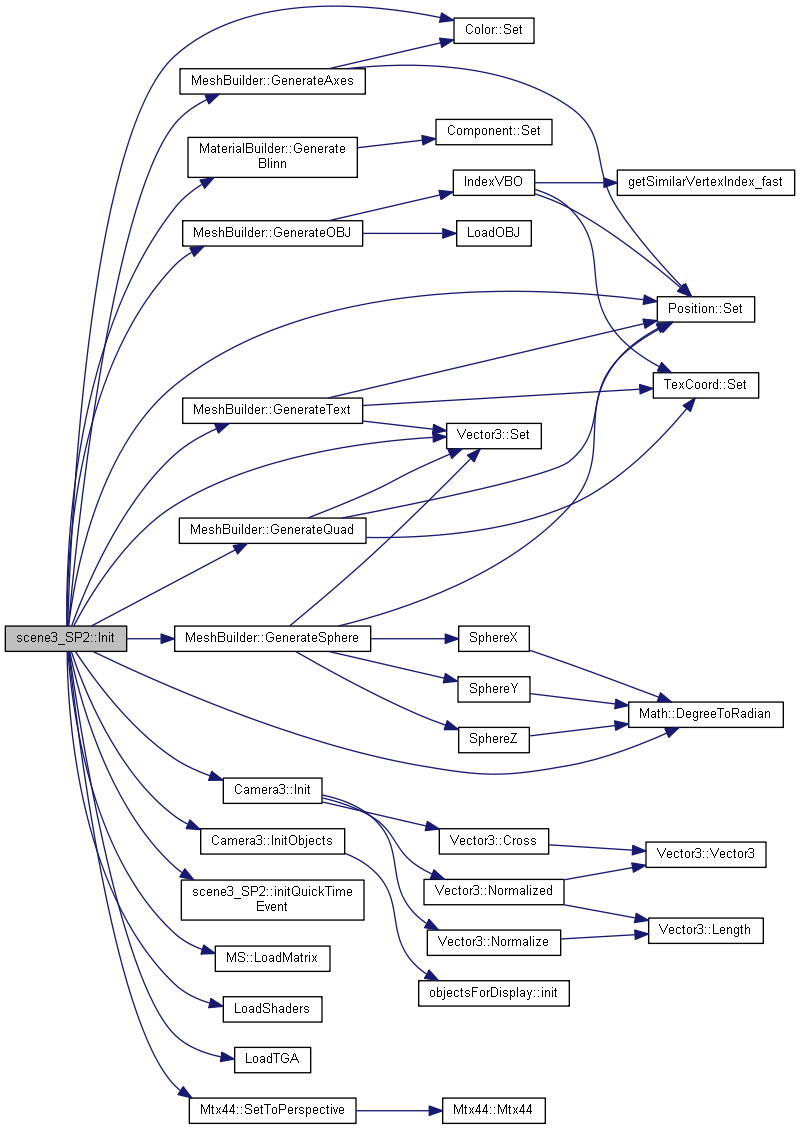 Color::Set
MeshBuilder::GenerateAxes
Component::Set
MaterialBuilder::Generate
Blinn
IndexVBO
getSimilarVertexIndex_fast
MeshBuilder::GenerateOBJ
LoadOBJ
Position::Set
TexCoord::Set
MeshBuilder::GenerateText
Vector3::Set
MeshBuilder::GenerateQuad
scene3_SP2::Init
MeshBuilder::GenerateSphere
SphereX
SphereY
Math::DegreeToRadian
SphereZ
Camera3::Init
Camera3::InitObjects
Vector3::Cross
Vector3::Vector3
scene3_SP2::initQuickTime
Event
Vector3::Normalized
Vector3::Normalize
Vector3::Length
MS::LoadMatrix
objectsForDisplay::init
LoadShaders
LoadTGA
Mtx44::SetToPerspective
Mtx44::Mtx44